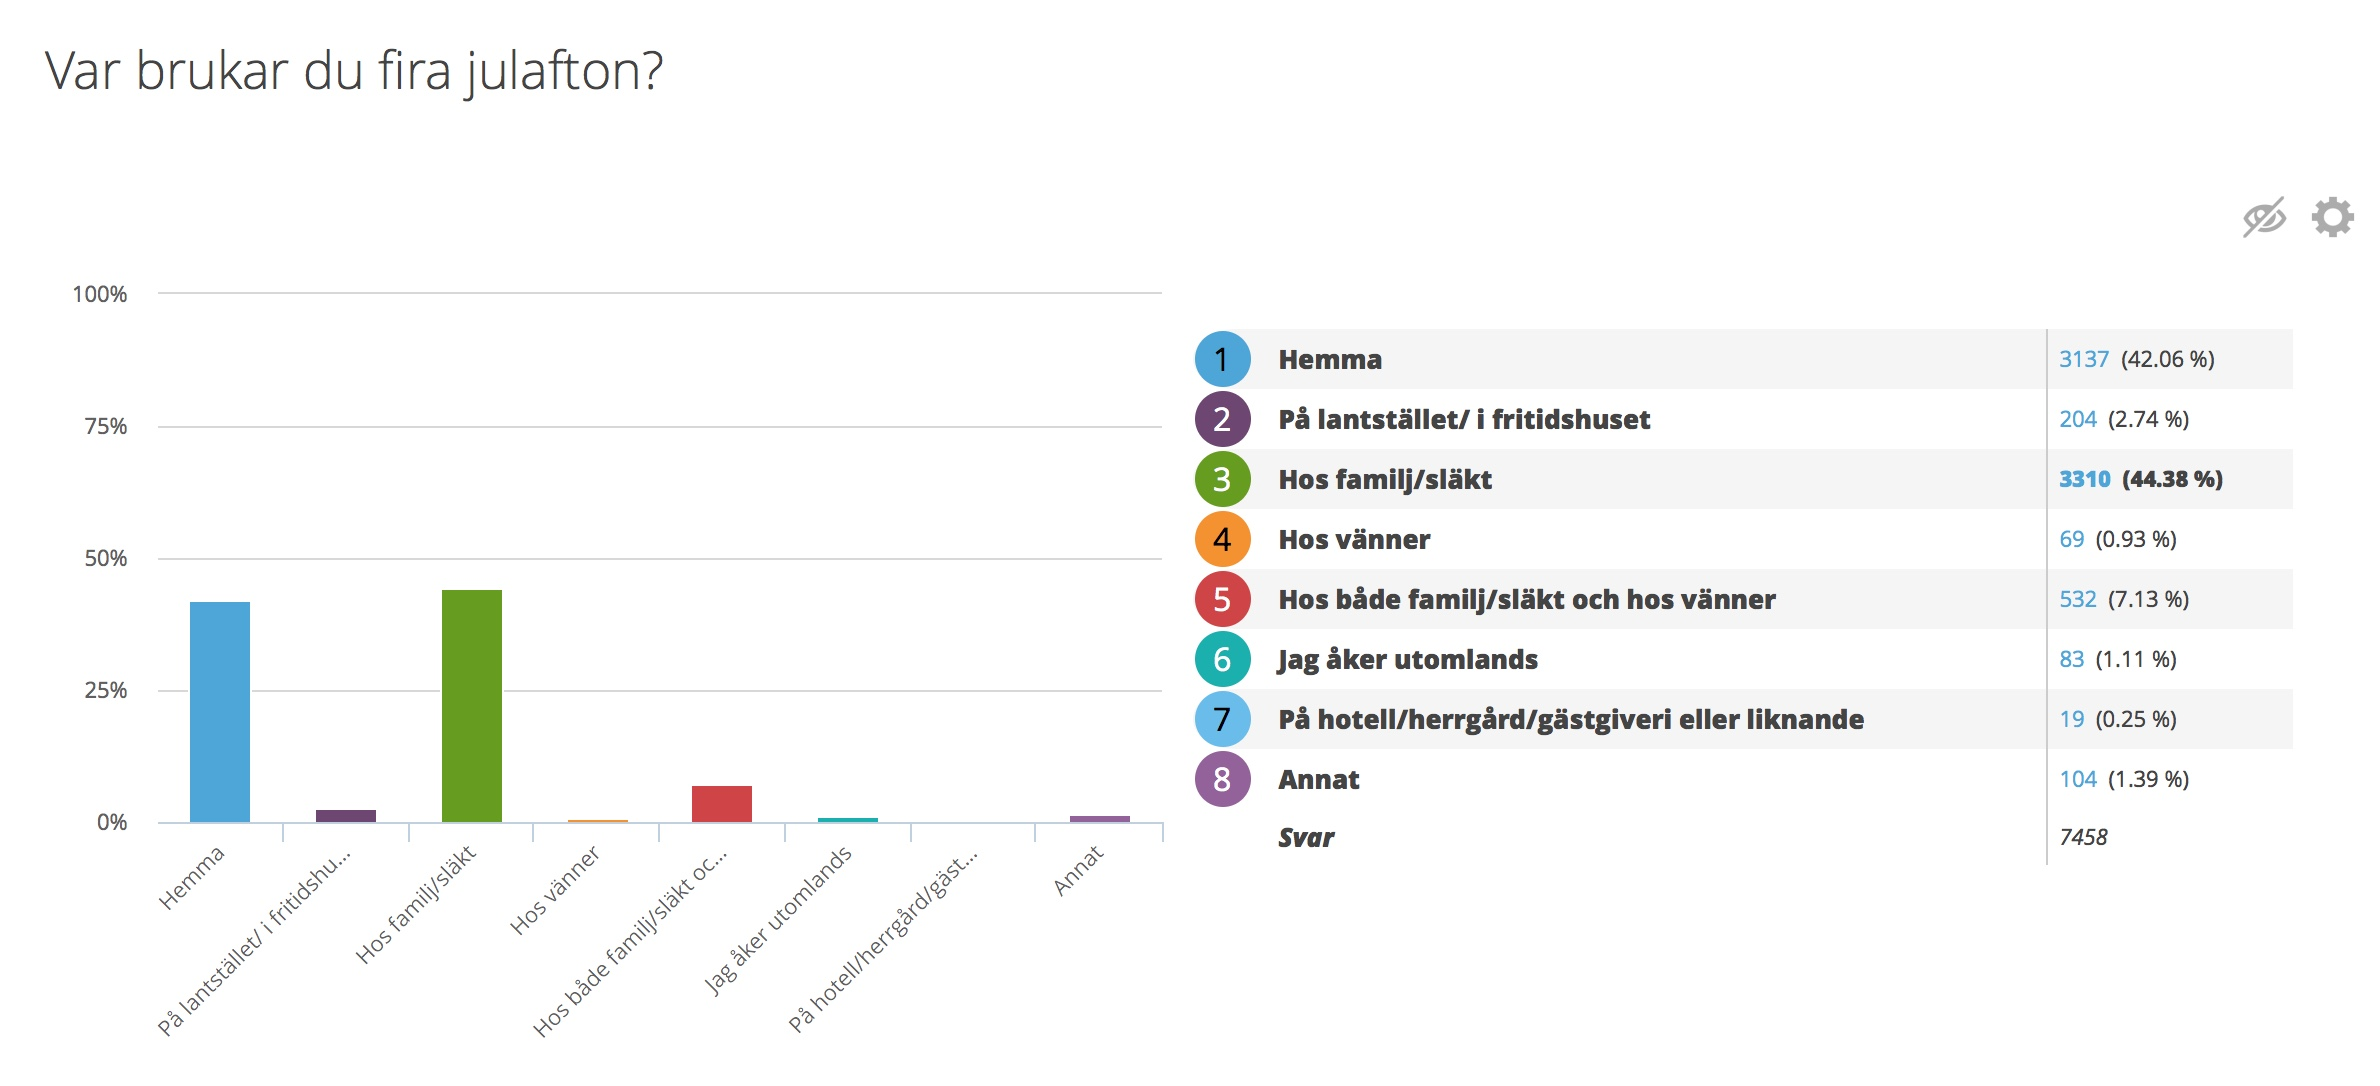 Var brukar du fira julafton?
100%
75%
50%
25%
0%
Hemma
På lantstället/ i fritidshu...
Hos familj/släkt
Hos vänner
Hos både familj/släkt oc...
Jag åker utomlands
På hotell/herrgård/gäst...
Annat
1 Hemma 3137 (42.06 %)
2 På lantstället/ i fritidshuset 204 (2.74 %)
3 Hos familj/släkt 3310 (44.38 %)
4 Hos vänner 69 (0.93 %)
5 Hos både familj/släkt och hos vänner 532 (7.13 %)
6 Jag åker utomlands 83 (1.11 %)
7 På hotell/herrgård/gästgiveri eller liknande 19 (0.25 %)
8 Annat 104 (1.39 %)
Svar 7458